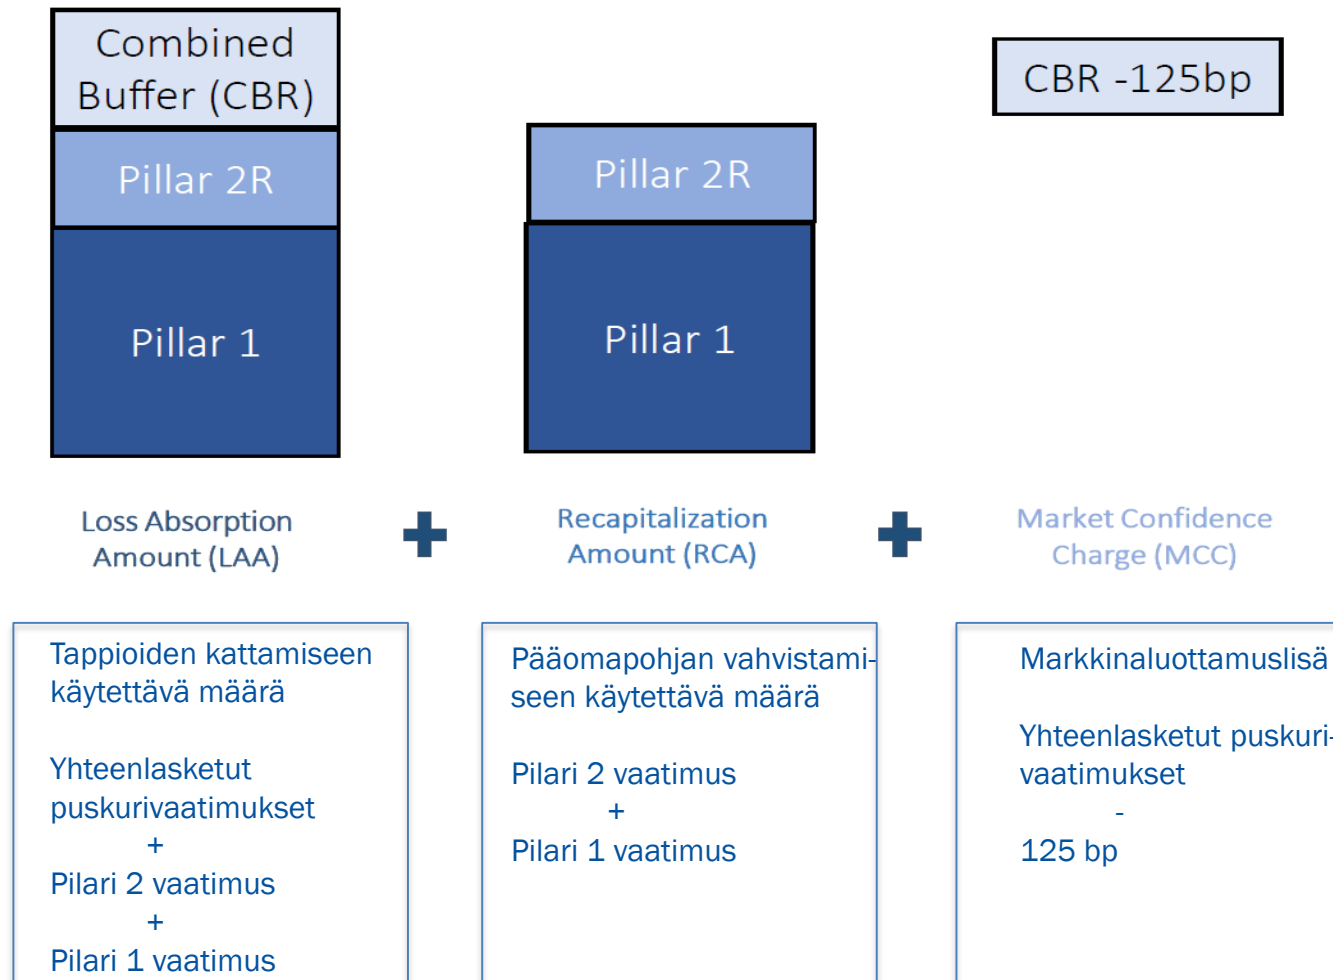 Combined
Buffer (CBR)
Pillar 2R
Pillar 1
Pillar 2R
Pillar 1
CBR -125bp
Loss Absorption
Amount (LAA)
+
Recapitalization
Amount (RCA)
+
Market Confidence
Charge (MCC)
Tappioiden kattamiseen
käytettävä määrä
Yhteenlasketut
puskurivaatimukset
+
Pilari 2 vaatimus
+
Pilari 1 vaatimus
Pääomapohjan vahvistami-
seen käytettävä määrä
Pilari 2 vaatimus
+
Pilari 1 vaatimus
Markkinaluottamuslisä
Yhteenlasketut puskuri-
vaatimukset
-
125 bp